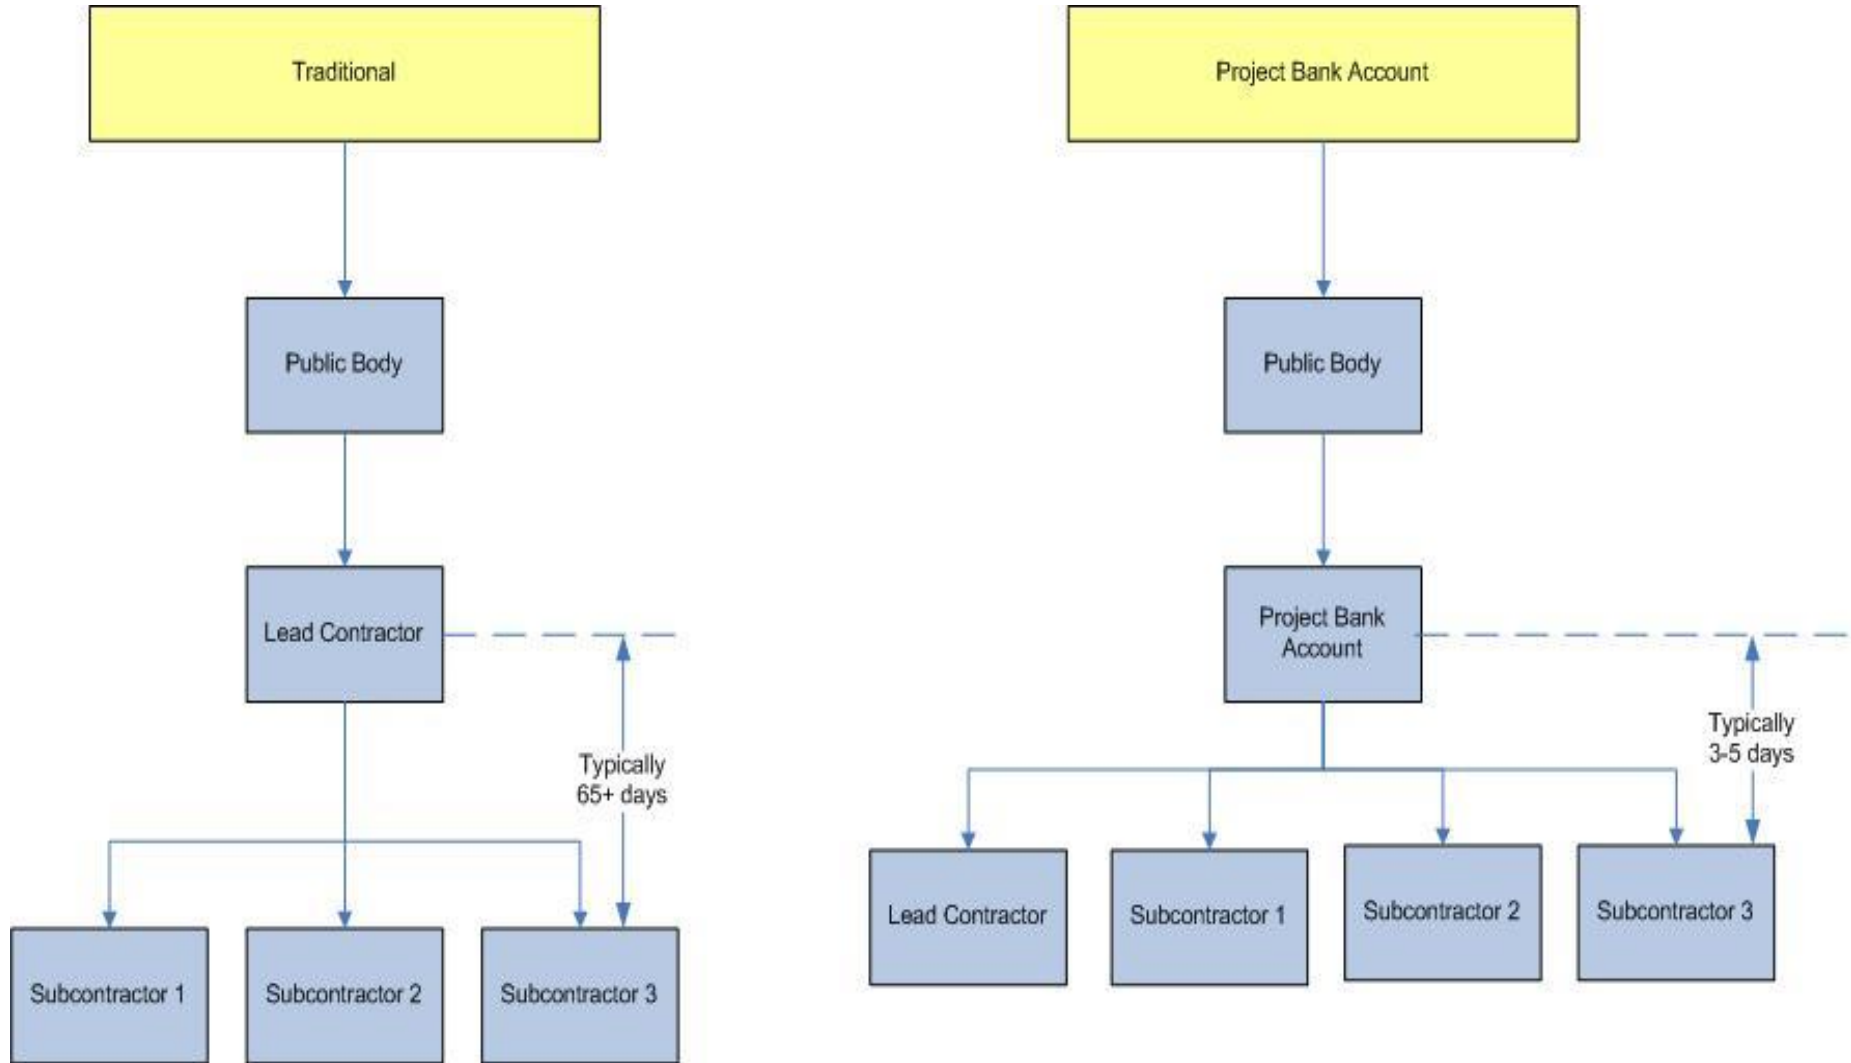 Traditional
Public Body
Lead Contractor
Typically
65+ days
Subcontractor 1
Subcontractor 2
Subcontractor 3
Project Bank Account
Public Body
Project Bank
Account
Typically
3-5 days
Lead Contractor
Subcontractor 1
Subcontractor 2
Subcontractor 3